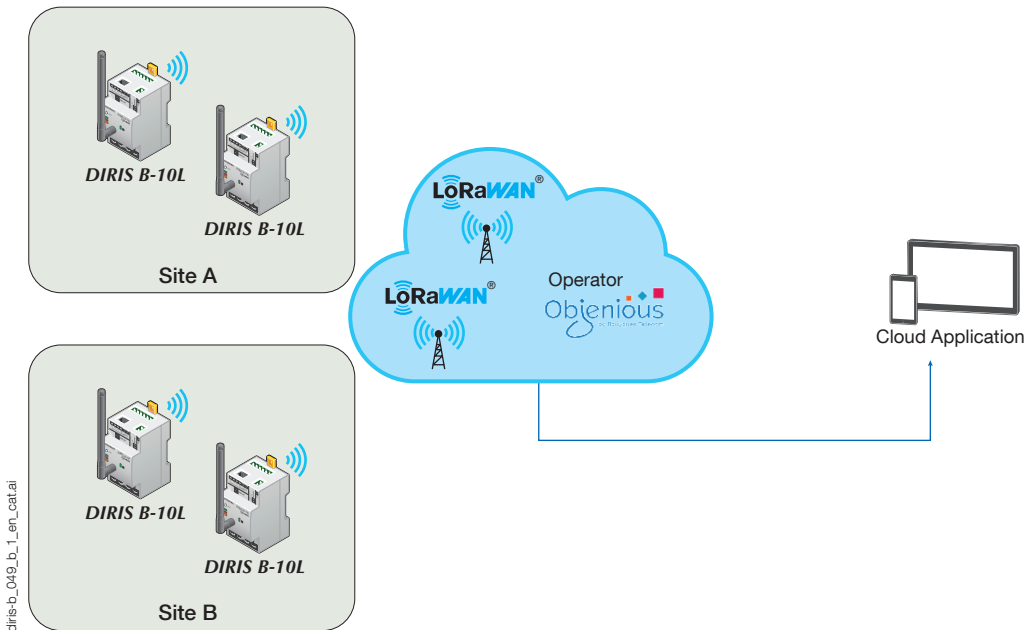 DIRIS B-10L
DIRIS B-10L
Site A
LoRaWAN®
LoRaWAN®
Operator
Objenious
Cloud Application
DIRIS B-10L
DIRIS B-10L
Site B
diris-b_049_b_1_en_cat.ai